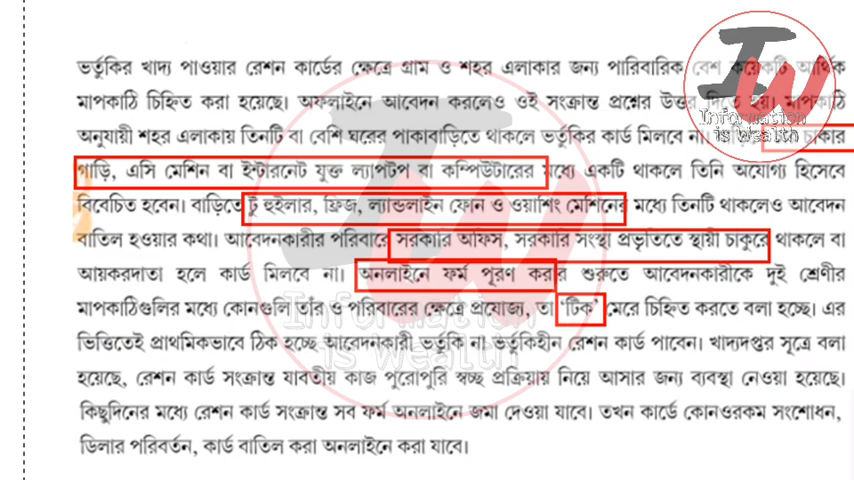 ভর্তুকির খাদ্য পাওয়ার রেশন কার্ডের ক্ষেত্রে গ্রাম ও শহর এলাকার জন্য পারিবারিক বেশ কয়েকটি আর্থিক
মাপকাঠি চিহ্নিত করা হয়েছে। অফলাইনে আবেদন করলেও ওই সংক্রান্ত প্রশ্নের উত্তর দিতে হয়। মাপকাঠি
অনুযায়ী শহর এলাকায় তিনটি বা বেশি ঘরের পাকাবাড়িতে থাকলে ভর্তুকির কার্ড মিলবে না। চাকার
গাড়ি, এসি মেশিন বা ইন্টারনেট যুক্ত ল্যাপটপ বা কম্পিউটারের মধ্যে একটি থাকলে তিনি অযোগ্য হিসেবে
বিবেচিত হবেন। বাড়িতে টু হুইলার, ফ্রিজ, ল্যান্ডলাইন ফোন ও ওয়াশিং মেশিনের মধ্যে তিনটি থাকলেও আবেদন
বাতিল হওয়ার কথা। আবেদনকারীর পরিবারে সরকারি অফিস, সরকারি সংস্থা প্রভৃতিতে স্থায়ী চাকুরে থাকলে বা
আয়করদাতা হলে কার্ড মিলবে না। অনলাইনে ফর্ম পূরণ করার শুরুতে আবেদনকারীকে দুই শ্রেণীর
মাপকাঠিগুলির মধ্যে কোনগুলি তাঁর ও পরিবারের ক্ষেত্রে প্রযোজ্য, তা ‘টিক’ মেরে চিহ্নিত করতে বলা হচ্ছে। এর
ভিত্তিতেই প্রাথমিকভাবে ঠিক হচ্ছে আবেদনকারী ভর্তুকি না ভর্তুকিহীন রেশন কার্ড পাবেন। খাদ্যদপ্তর সূত্রে বলা
হয়েছে, রেশন কার্ড সংক্রান্ত যাবতীয় কাজ পুরোপুরি স্বচ্ছ প্রক্রিয়ায় নিয়ে আসার জন্য ব্যবস্থা নেওয়া হয়েছে।
কিছুদিনের মধ্যে রেশন কার্ড সংক্রান্ত সব ফর্ম অনলাইনে জমা দেওয়া যাবে। তখন কার্ডে কোনওরকম সংশোধন,
ডিলার পরিবর্তন, কার্ড বাতিল করা অনলাইনে করা যাবে।
IW
Information
is wealth
Information
is wealth